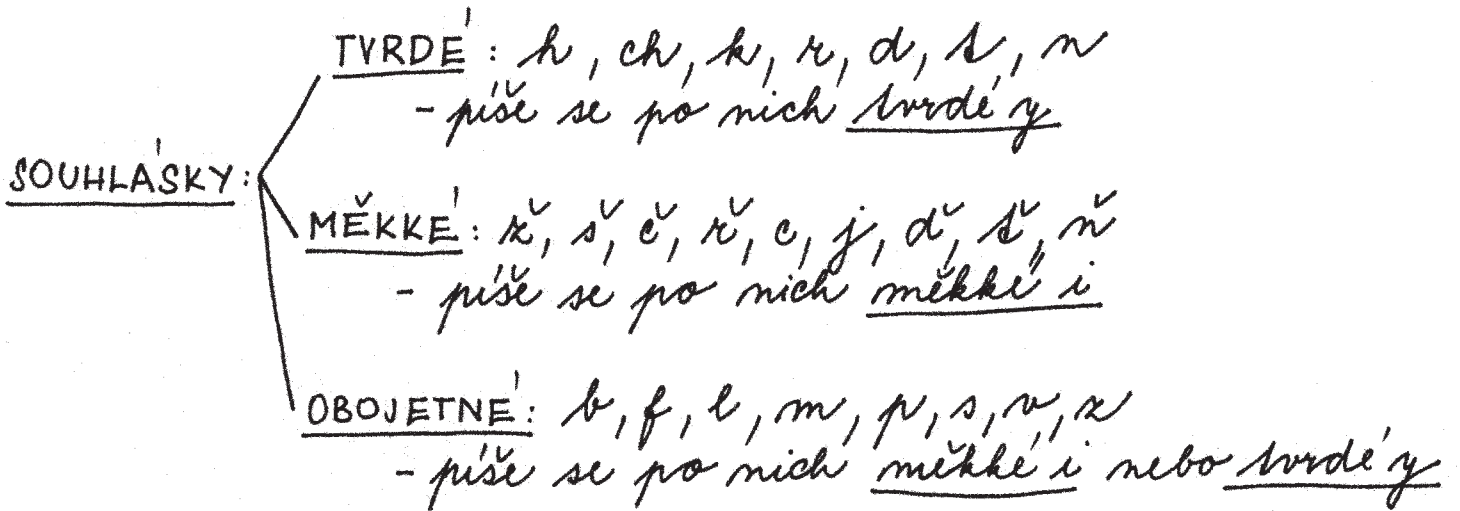 TVRDÉ: h, ch, k, r, d, t, n
- píše se po nich tvrdé y
SOUHLÁSKY:
MĚKKÉ: ž, š, č, ř, c, j, ď, ť, ň
- píše se po nich měkké i
OBOJETNÉ: b, f, l, m, p, s, v, z
- píše se po nich měkké i nebo tvrdé y